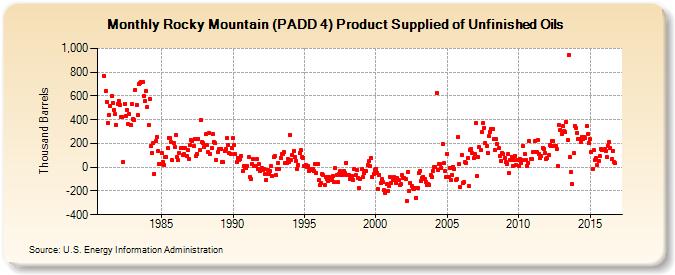 Monthly Rocky Mountain (PADD 4) Product Supplied of Unfinished Oils
Thousand Barrels
1,000
800
600
400
200
0
-200
-400
1985 1990 1995 2000 2005 2010 2015
Source: U.S. Energy Information Administration